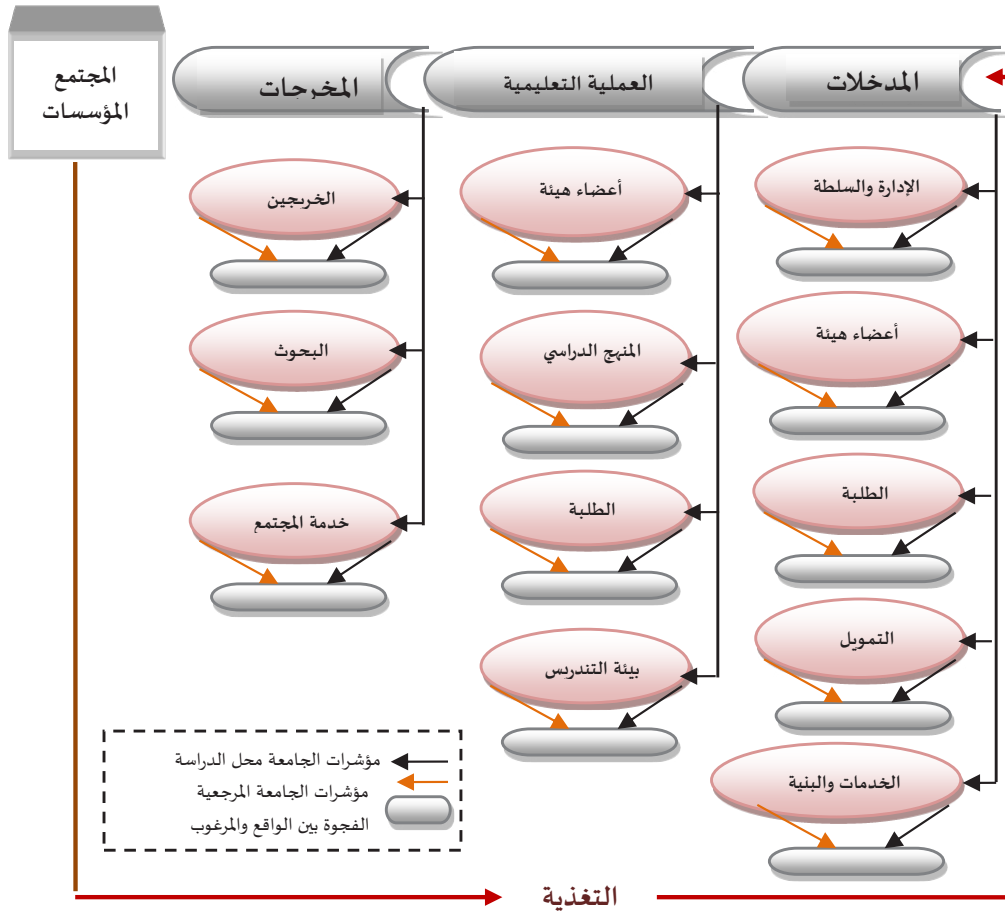 المدخلات
الإدارة والسلطة
أعضاء هيئة
الطلبة
التمويل
الخدمات والبنية
العملية التعليمية
أعضاء هيئة
المنهج الدراسي
الطلبة
بيئة التندريس
المخرجات
الخريجين
البحوث
خدمة المجتمع
المجتمع
المؤسسات
مؤشرات الجامعة محل الدراسة
مؤشرات الجامعة المرجعية
الفجوة بين الواقع والمرغوب
التغذية